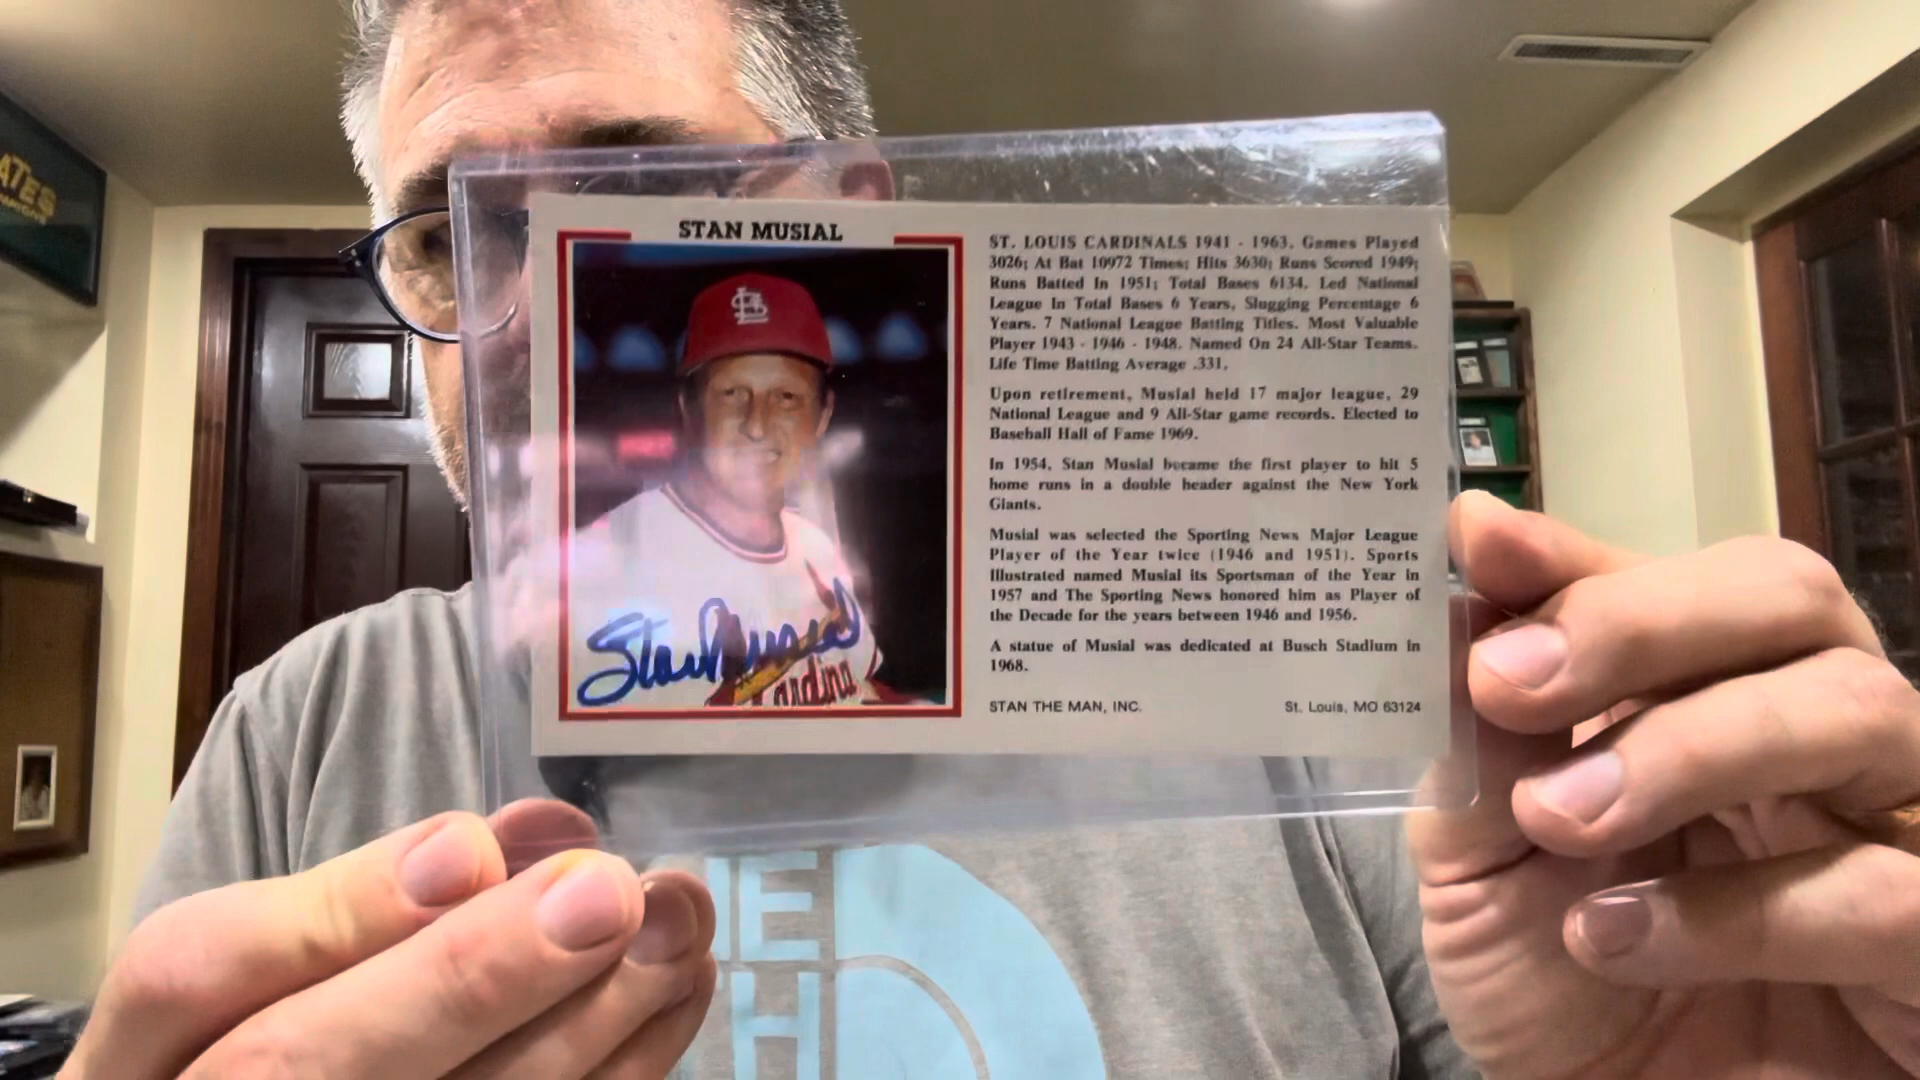 ATES
STAN MUSIAL
Stan Musial
ardina
ST. LOUIS CARDINALS 1941 - 1963. Games Played
3026; At Bat 10972 Times; Hits 3630; Runs Scored 1949;
Runs Batted In 1951; Total Bases 6134. Led National
League In Total Bases 6 Years, Slugging Percentage 6
Years. 7 National League Batting Titles. Most Valuable
Player 1943 - 1946 - 1948. Named On 24 All-Star Teams.
Life Time Batting Average .331.
Upon retirement, Musial held 17 major league, 29
National League and 9 All-Star game records. Elected to
Baseball Hall of Fame 1969.
In 1954, Stan Musial became the first player to hit 5
home runs in a double header against the New York
Giants.
Musial was selected the Sporting News Major League
Player of the Year twice (1946 and 1951). Sports
Illustrated named Musial its Sportsman of the Year in
1957 and The Sporting News honored him as Player of
the Decade for the years between 1946 and 1956.
A statue of Musial was dedicated at Busch Stadium in
1968.
STAN THE MAN, INC. St. Louis, MO 63124
HE
TH